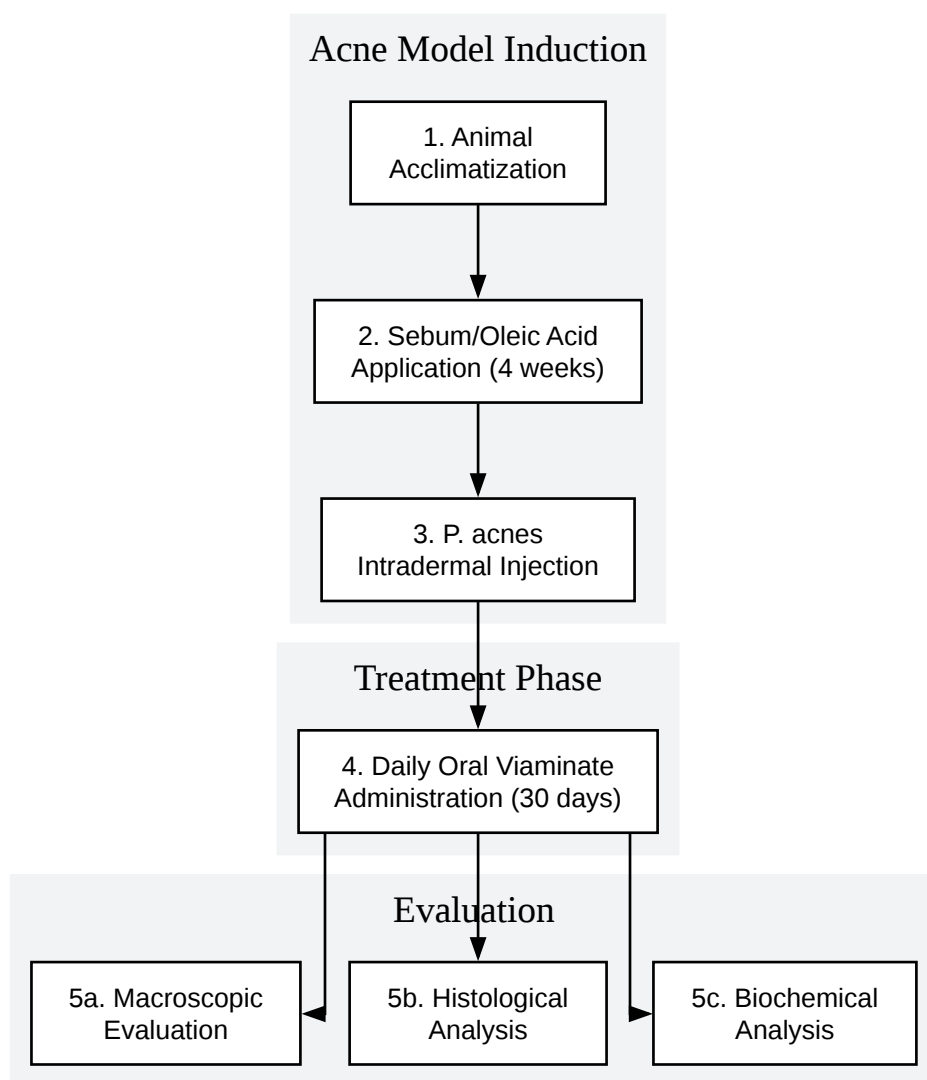 Acne Model Induction
1. Animal
Acclimatization
2. Sebum/Oleic Acid
Application (4 weeks)
3. P. acnes
Intradermal Injection
Treatment Phase
4. Daily Oral Viaminate
Administration (30 days)
Evaluation
5a. Macroscopic
Evaluation
5b. Histological
Analysis
5c. Biochemical
Analysis